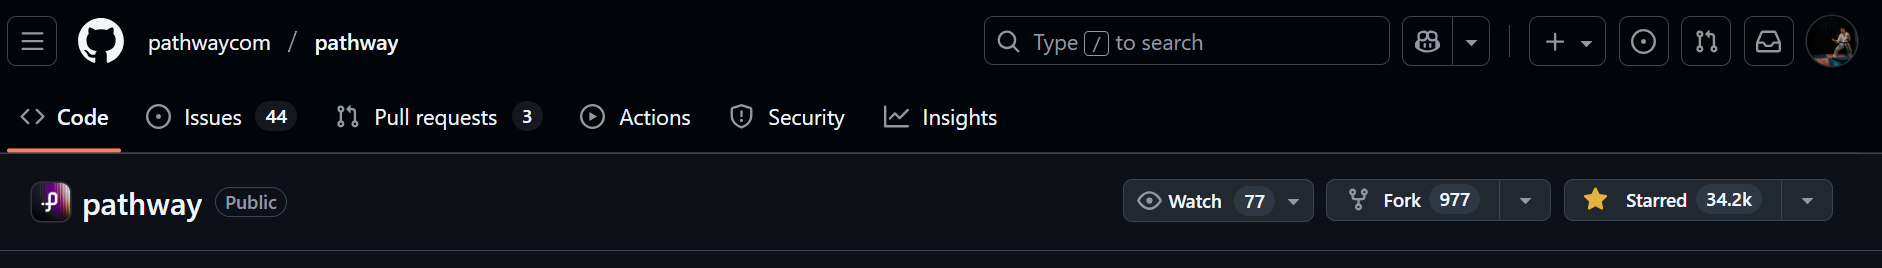 pathwaycom / pathway Type / to search
Code Issues 44 Pull requests 3 Actions Security Insights
pathway Public Watch 77 Fork 977 Starred 34.2k